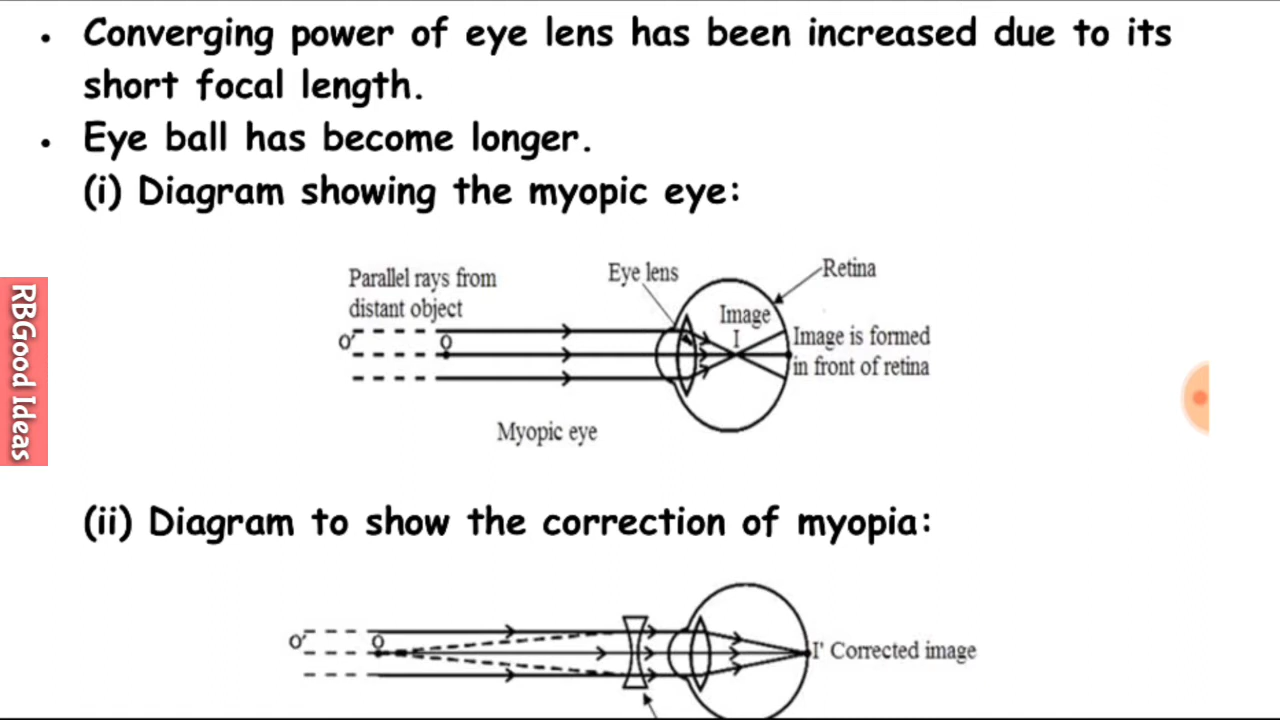 • Converging power of eye lens has been increased due to its
short focal length.
• Eye ball has become longer.
(i) Diagram showing the myopic eye:
Parallel rays from
distant object
Eye lens
Retina
Image
I
O'
O
Image is formed
in front of retina
Myopic eye
RBGood Ideas
(ii) Diagram to show the correction of myopia:
O'
O
I' Corrected image